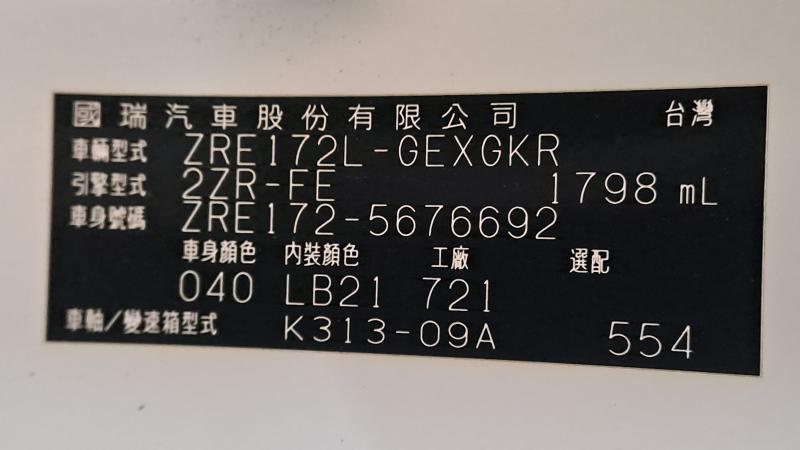 國瑞汽車股份有限公司 台灣
車輛型式 ZRE172L-GEXGKR
引擎型式 2ZR-FE 1798 mL
車身號碼 ZRE172-5676692
車身顏色 內裝顏色 工廠 選配
040 LB21 721
車軸/變速箱型式 K313-09A 554